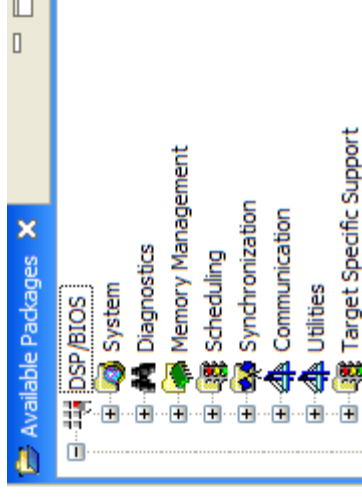 Available Packages
DSP/BIOS
System
Diagnostics
Memory Management
Scheduling
Synchronization
Communication
Utilities
Target Specific Support